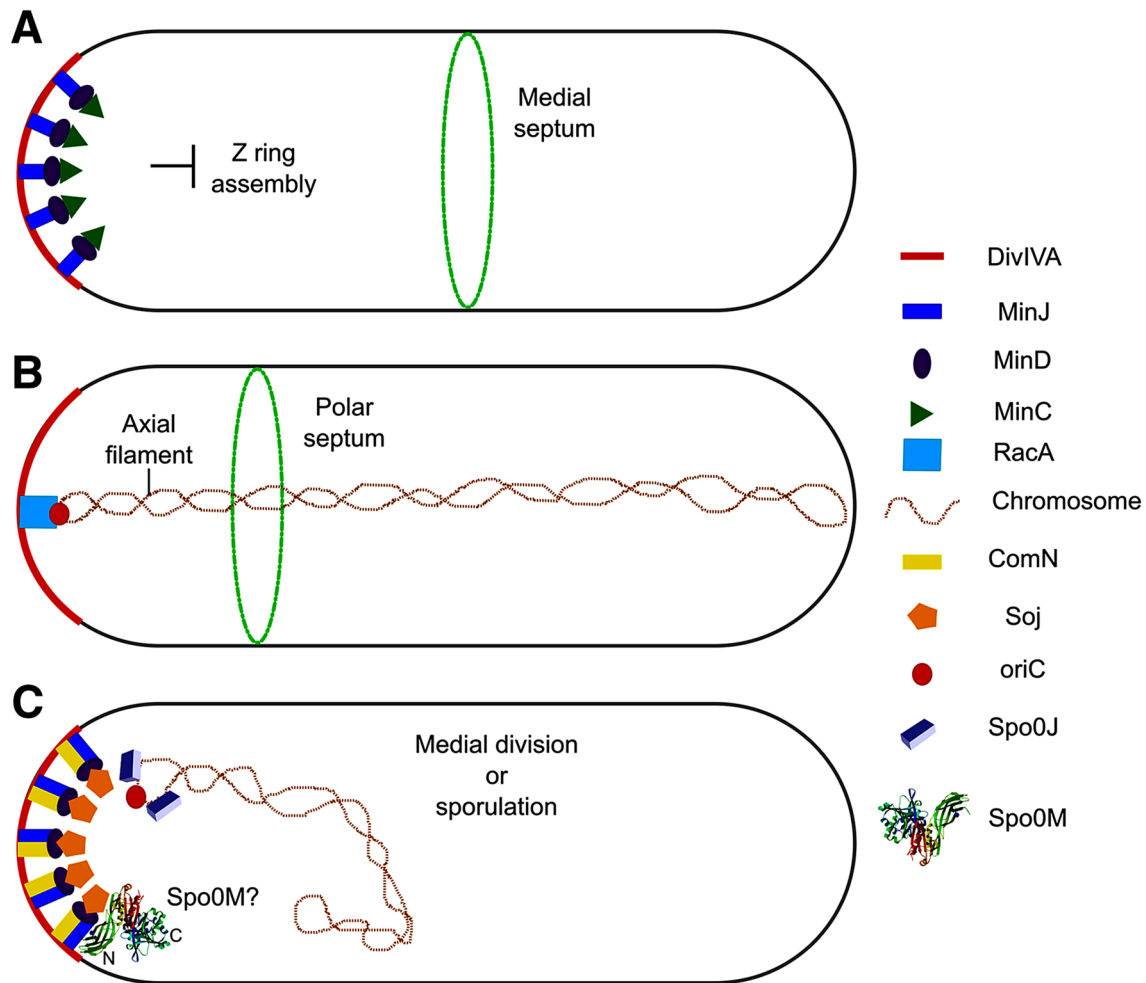 A
Medial
septum
Z ring
assembly
B
Axial
filament
Polar
septum
C
Medial division
or
sporulation
Spo0M?
N
C
DivIVA
MinJ
MinD
MinC
RacA
Chromosome
ComN
Soj
oriC
Spo0J
Spo0M